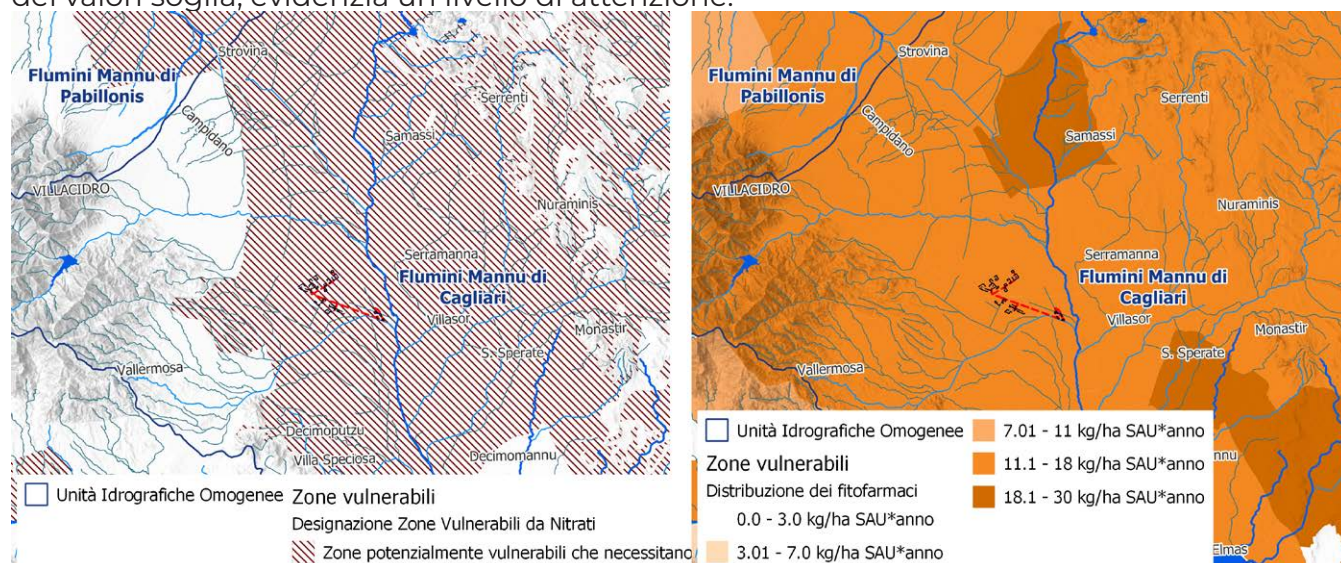 dei valori soglia, evidenzia un livello di attenzione.
Strovina
Flumini Mannu di
Pabillonis
Campidano
Serrenti
Samassi
VILLACIDRO
Nuraminis
Serramanna
Flumini Mannu di
Cagliari
Villasor
Monastir
S. Sperate
Vallermosa
Decimoputzu
Villa Speciosa
Decimomannu
Unità Idrografiche Omogenee
Zone vulnerabili
Designazione Zone Vulnerabili da Nitrati
Zone potenzialmente vulnerabili che necessitano
Strovina
Flumini Mannu di
Pabillonis
Campidano
Serrenti
Samassi
VILLACIDRO
Nuraminis
Serramanna
Flumini Mannu di
Cagliari
Villasor
Monastir
S. Sperate
Vallermosa
nnu
Elmas
Unità Idrografiche Omogenee
Zone vulnerabili
Distribuzione dei fitofarmaci
0.0 - 3.0 kg/ha SAU*anno
3.01 - 7.0 kg/ha SAU*anno
7.01 - 11 kg/ha SAU*anno
11.1 - 18 kg/ha SAU*anno
18.1 - 30 kg/ha SAU*anno